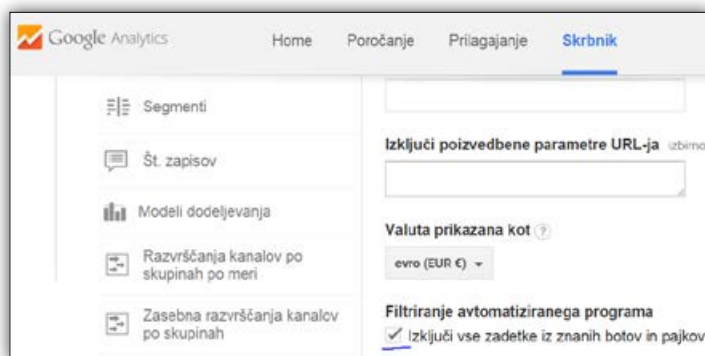 Google Analytics
Home Poročanje Prilagajanje Skrbnik
Segmenti
Št. zapisov
Modeli dodeljevanja
Razvrščanja kanalov po
skupinah po meri
Zasebna razvrščanja kanalov
po skupinah
Izključi poizvedbene parametre URL-ja izbirno
Valuta prikazana kot ?
evro (EUR €)
Filtriranje avtomatiziranega programa
Izključi vse zadetke iz znanih botov in pajkov